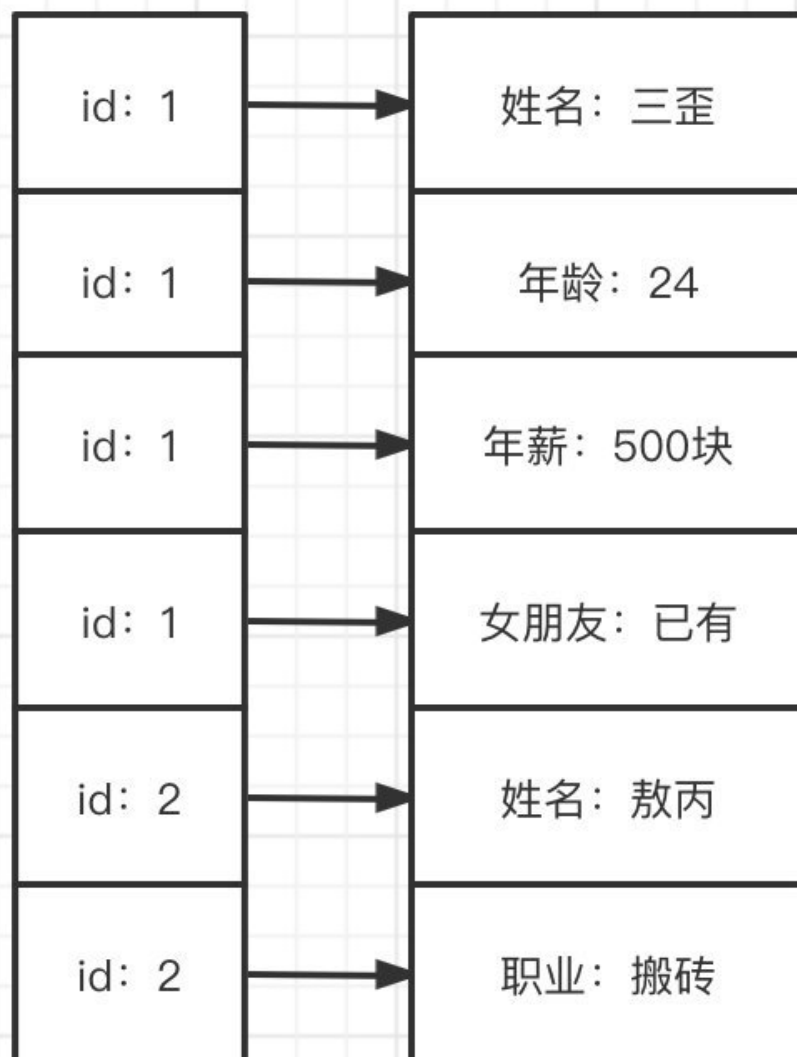 id：1 姓名：三歪
id：1 年龄：24
id：1 年薪：500块
id：1 女朋友：已有
id：2 姓名：敖丙
id：2 职业：搬砖